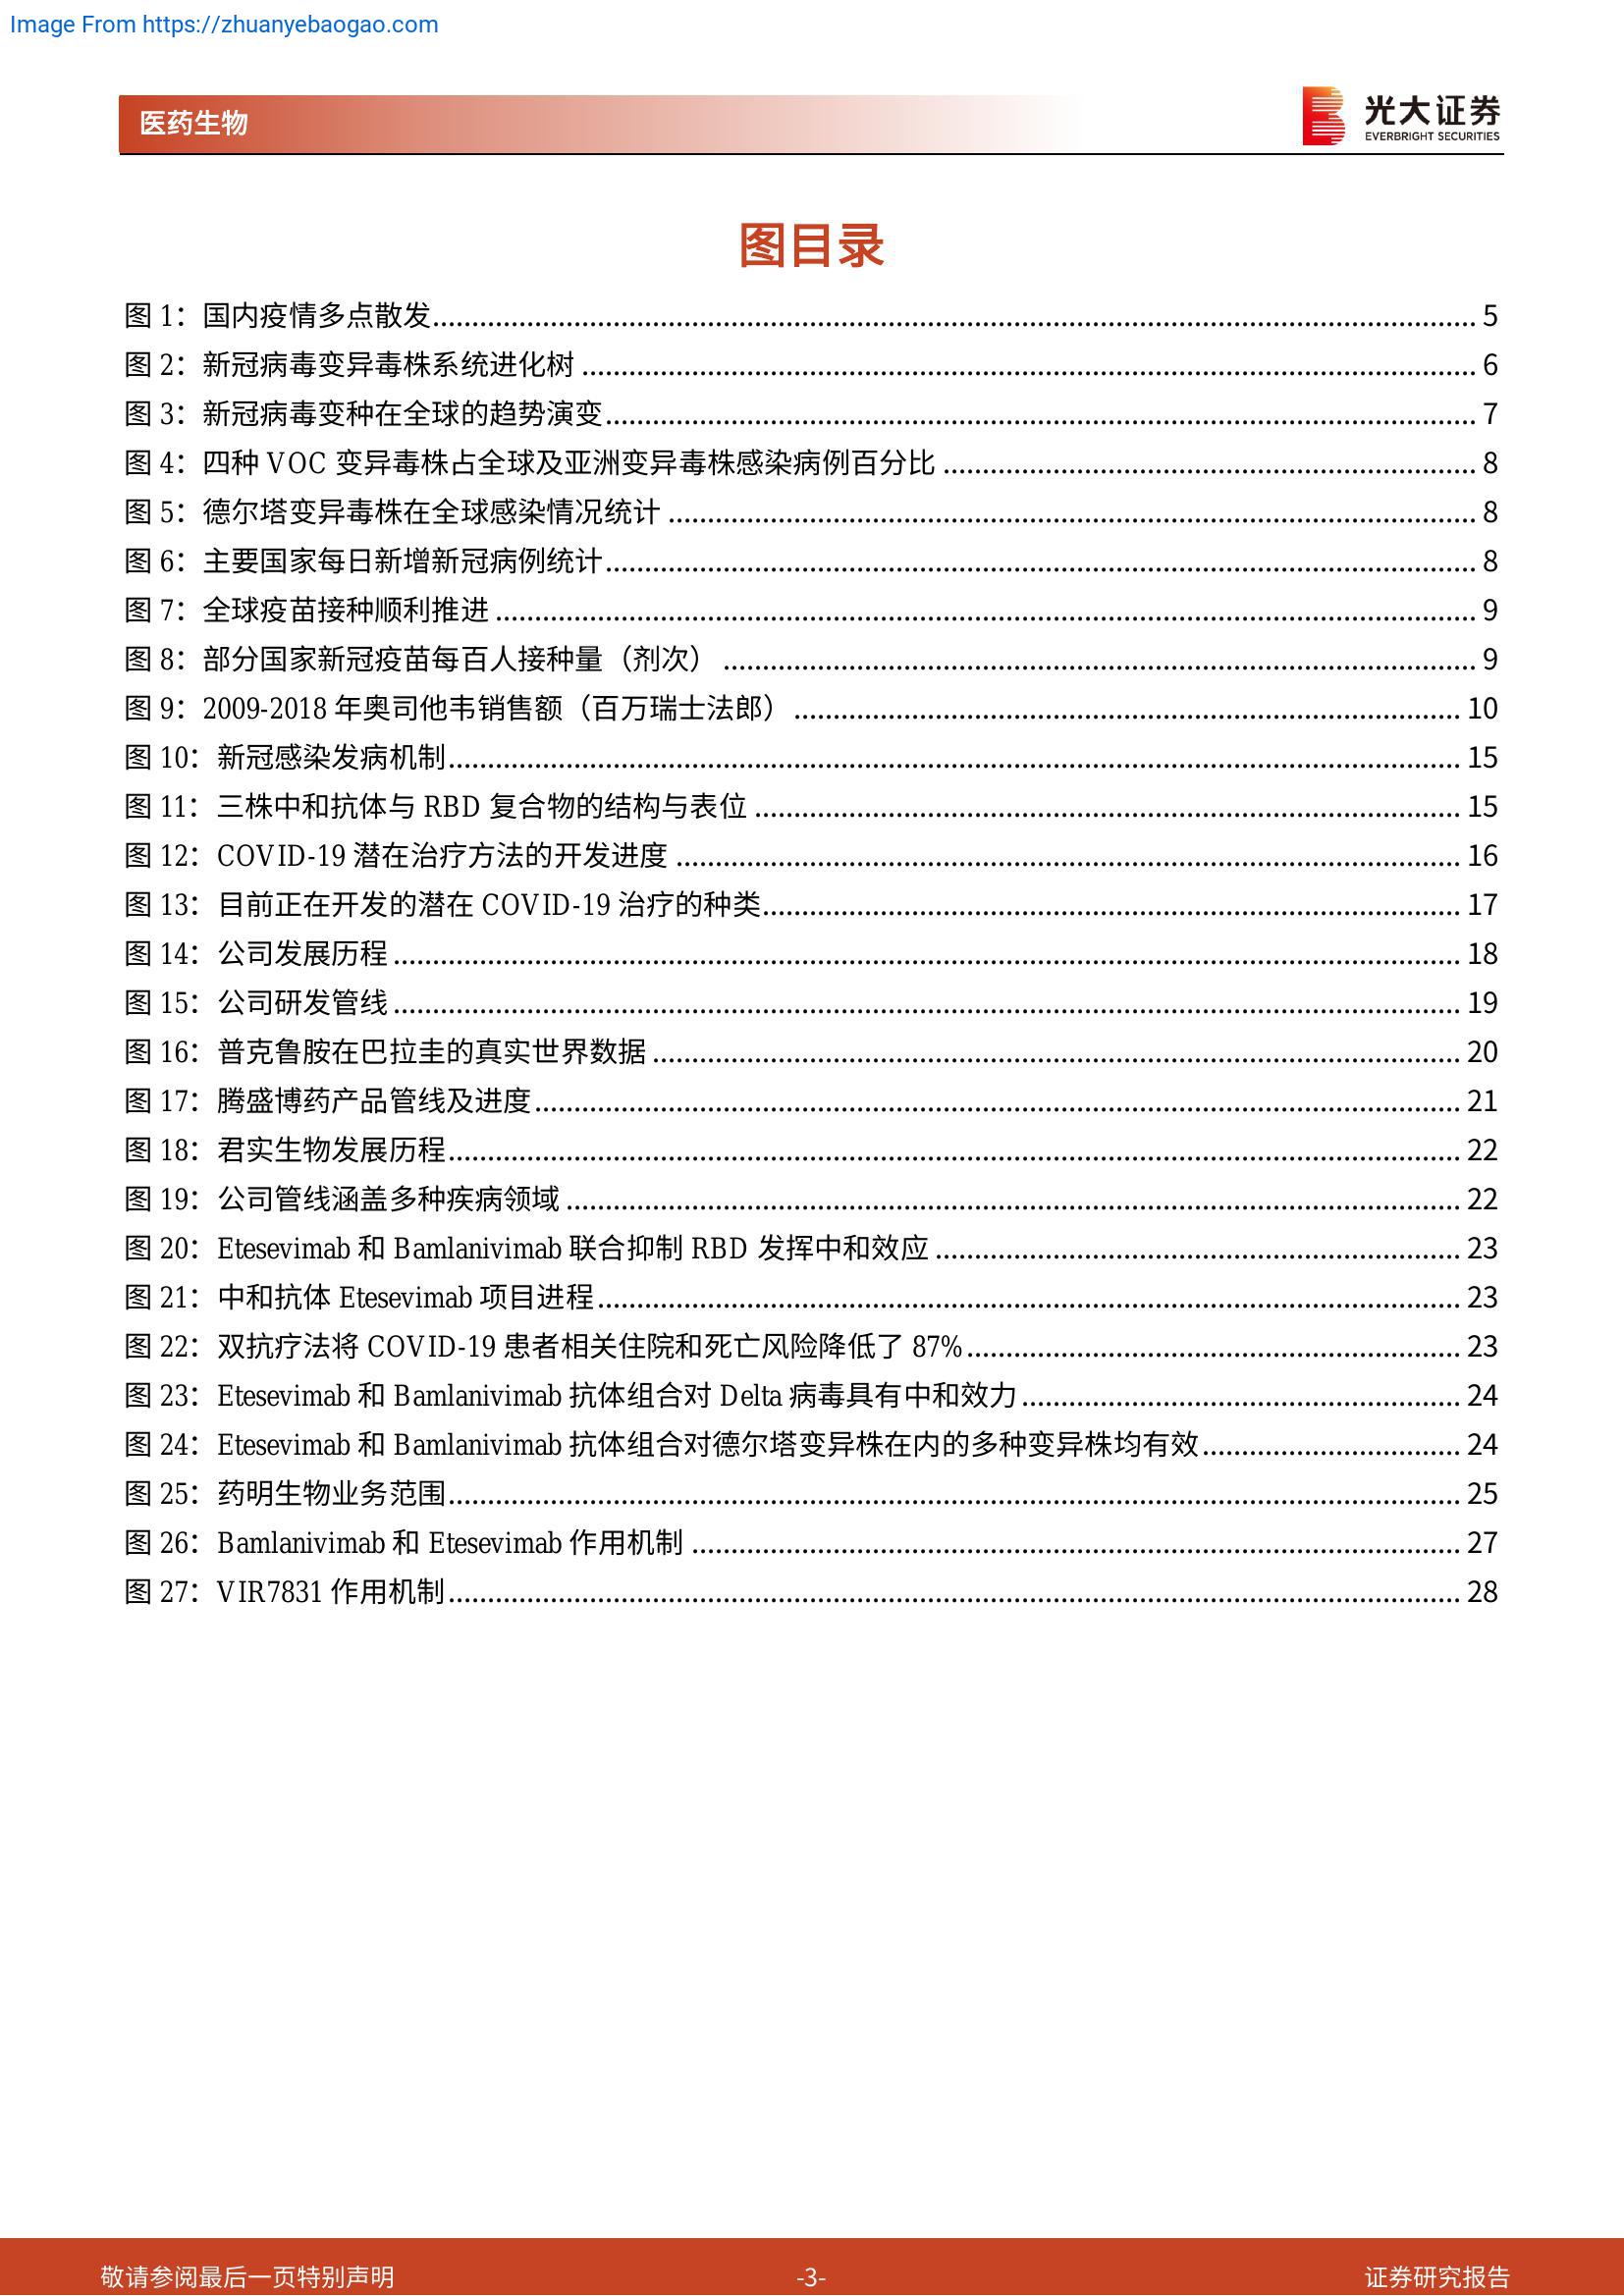 Image From https://zhuanyebaogao.com
医药生物
光大证券
EVERBRIGHT SECURITIES
图目录
图 1：国内疫情多点散发 5
图 2：新冠病毒变异毒株系统进化树 6
图 3：新冠病毒变种在全球的趋势演变 7
图 4：四种 VOC 变异毒株占全球及亚洲变异毒株感染病例百分比 8
图 5：德尔塔变异毒株在全球感染情况统计 8
图 6：主要国家每日新增新冠病例统计 8
图 7：全球疫苗接种顺利推进 9
图 8：部分国家新冠疫苗每百人接种量（剂次） 9
图 9：2009-2018 年奥司他韦销售额（百万瑞士法郎） 10
图 10：新冠感染发病机制 15
图 11：三株中和抗体与 RBD 复合物的结构与表位 15
图 12：COVID-19 潜在治疗方法的开发进度 16
图 13：目前正在开发的潜在 COVID-19 治疗的种类 17
图 14：公司发展历程 18
图 15：公司研发管线 19
图 16：普克鲁胺在巴拉圭的真实世界数据 20
图 17：腾盛博药产品管线及进度 21
图 18：君实生物发展历程 22
图 19：公司管线涵盖多种疾病领域 22
图 20：Etesevimab 和 Bamlanivimab 联合抑制 RBD 发挥中和效应 23
图 21：中和抗体 Etesevimab 项目进程 23
图 22：双抗疗法将 COVID-19 患者相关住院和死亡风险降低了 87% 23
图 23：Etesevimab 和 Bamlanivimab 抗体组合对 Delta 病毒具有中和效力 24
图 24：Etesevimab 和 Bamlanivimab 抗体组合对德尔塔变异株在内的多种变异株均有效 24
图 25：药明生物业务范围 25
图 26：Bamlanivimab 和 Etesevimab 作用机制 27
图 27：VIR7831 作用机制 28
敬请参阅最后一页特别声明
-3-
证券研究报告